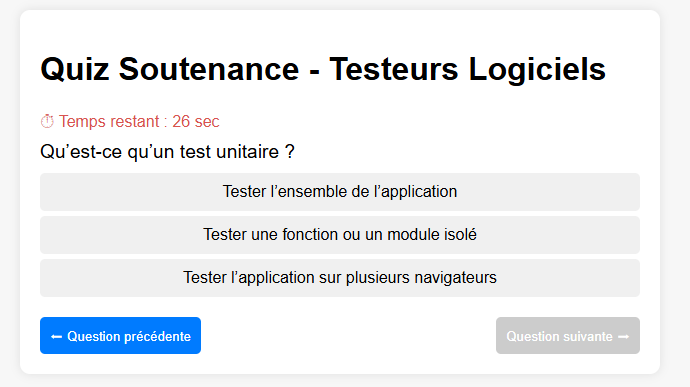 Quiz Soutenance - Testeurs Logiciels
⏱ Temps restant : 26 sec
Qu’est-ce qu’un test unitaire ?
Tester l’ensemble de l’application
Tester une fonction ou un module isolé
Tester l’application sur plusieurs navigateurs
⬅ Question précédente
Question suivante ➡